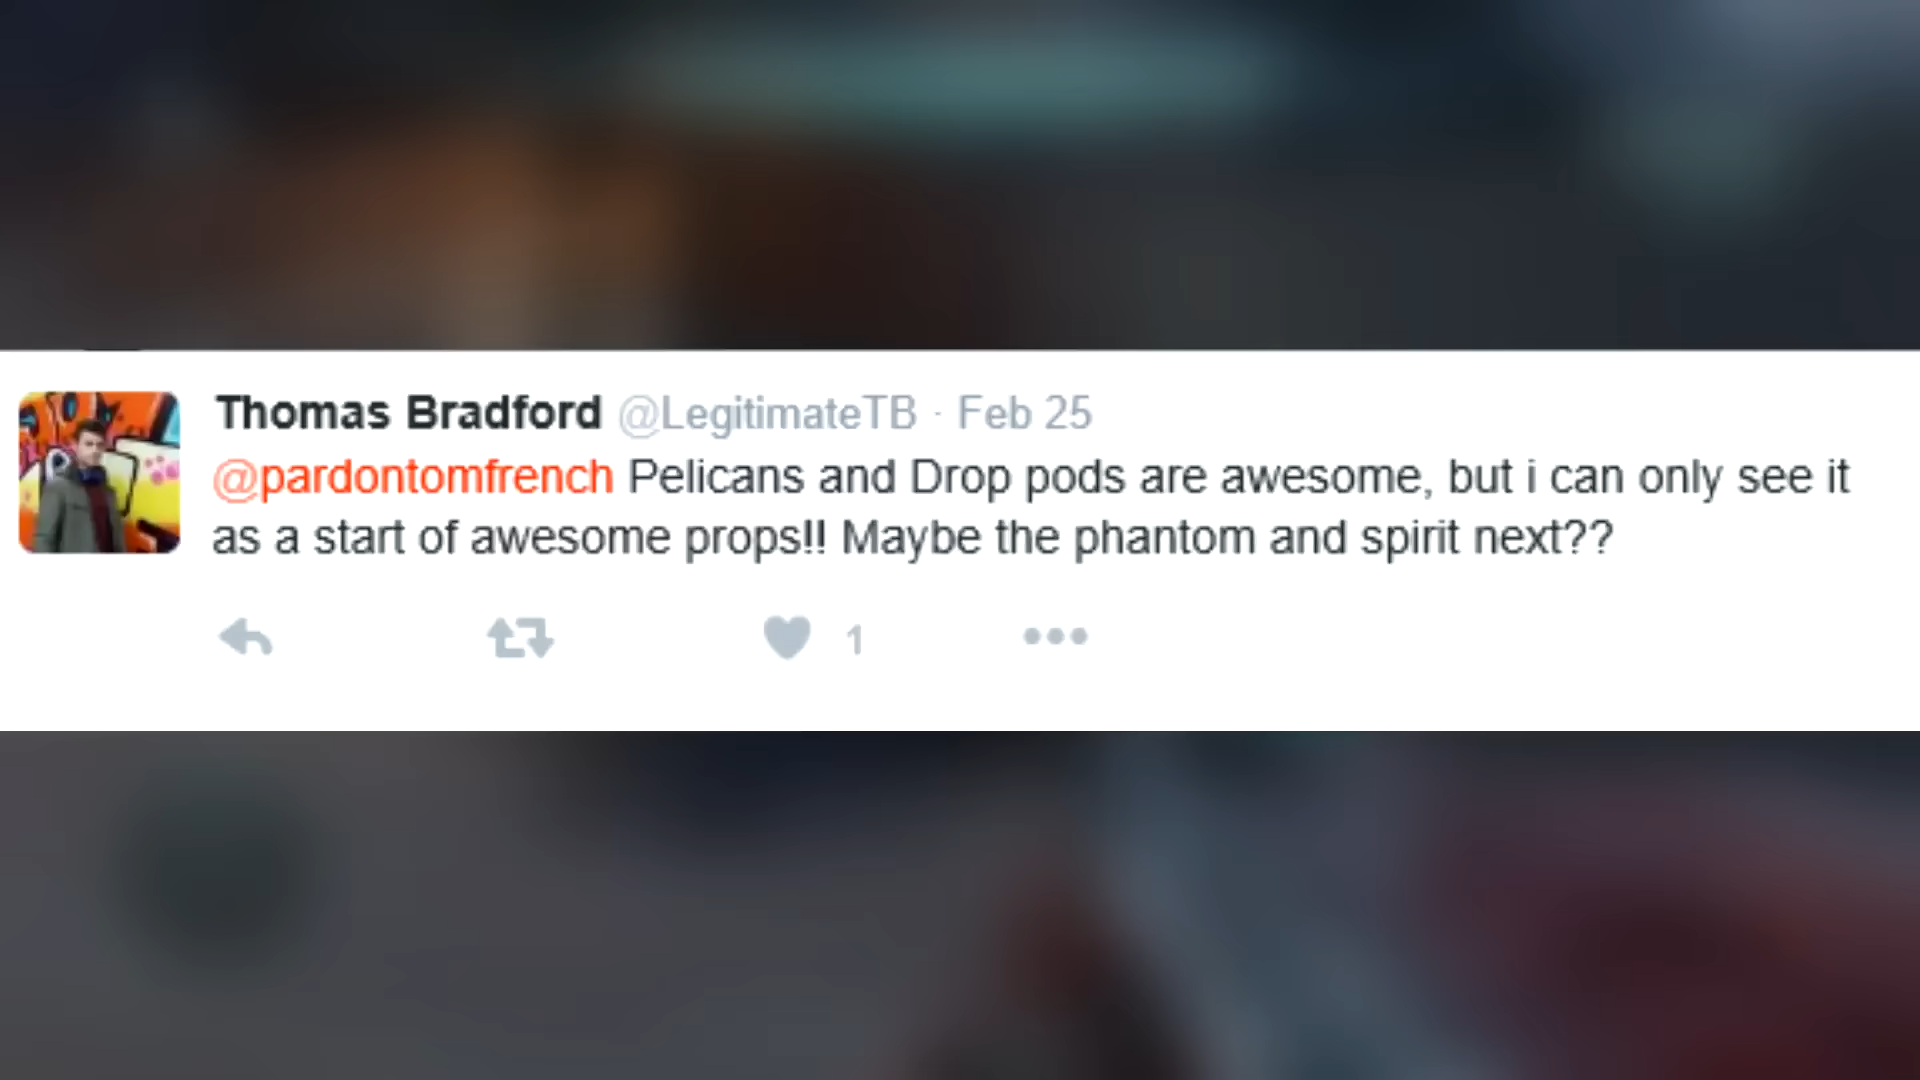 Thomas Bradford @LegitimateTB · Feb 25
@pardontomfrench Pelicans and Drop pods are awesome, but i can only see it
as a start of awesome props!! Maybe the phantom and spirit next??
1